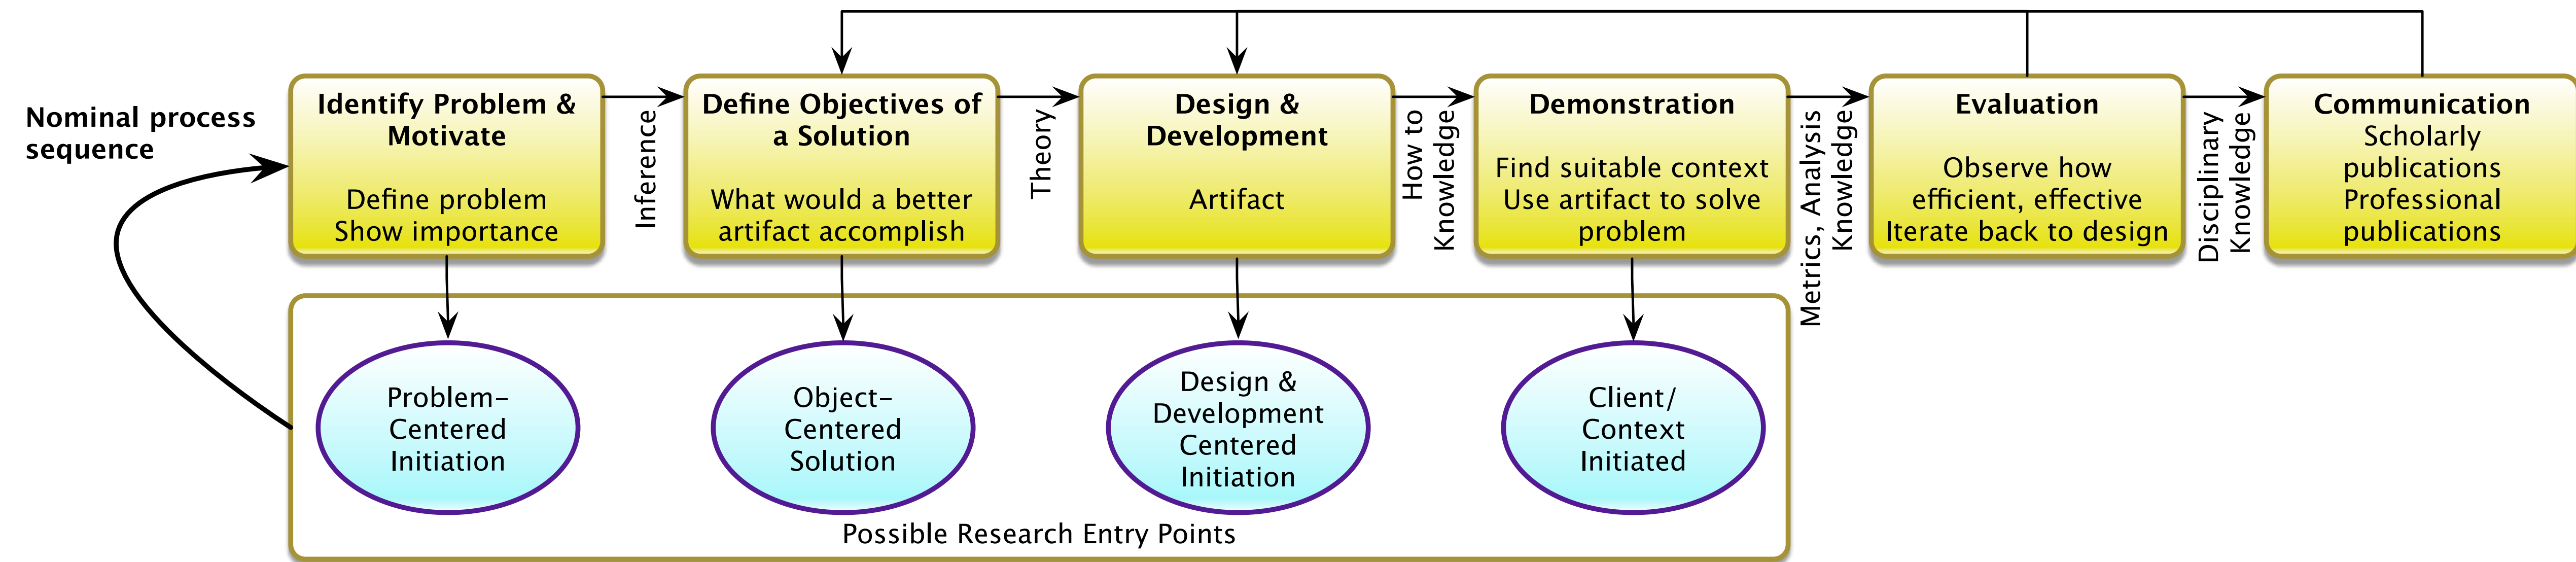 Nominal process
sequence
Identify Problem &
Motivate
Define problem
Show importance
Inference
Define Objectives of
a Solution
What would a better
artifact accomplish
Theory
Design &
Development
Artifact
How to
Knowledge
Demonstration
Find suitable context
Use artifact to solve
problem
Metrics, Analysis
Knowledge
Evaluation
Observe how
efficient, effective
Iterate back to design
Disciplinary
Knowledge
Communication
Scholarly
publications
Professional
publications
Problem-
Centered
Initiation
Object-
Centered
Solution
Design &
Development
Centered
Initiation
Client/
Context
Initiated
Possible Research Entry Points